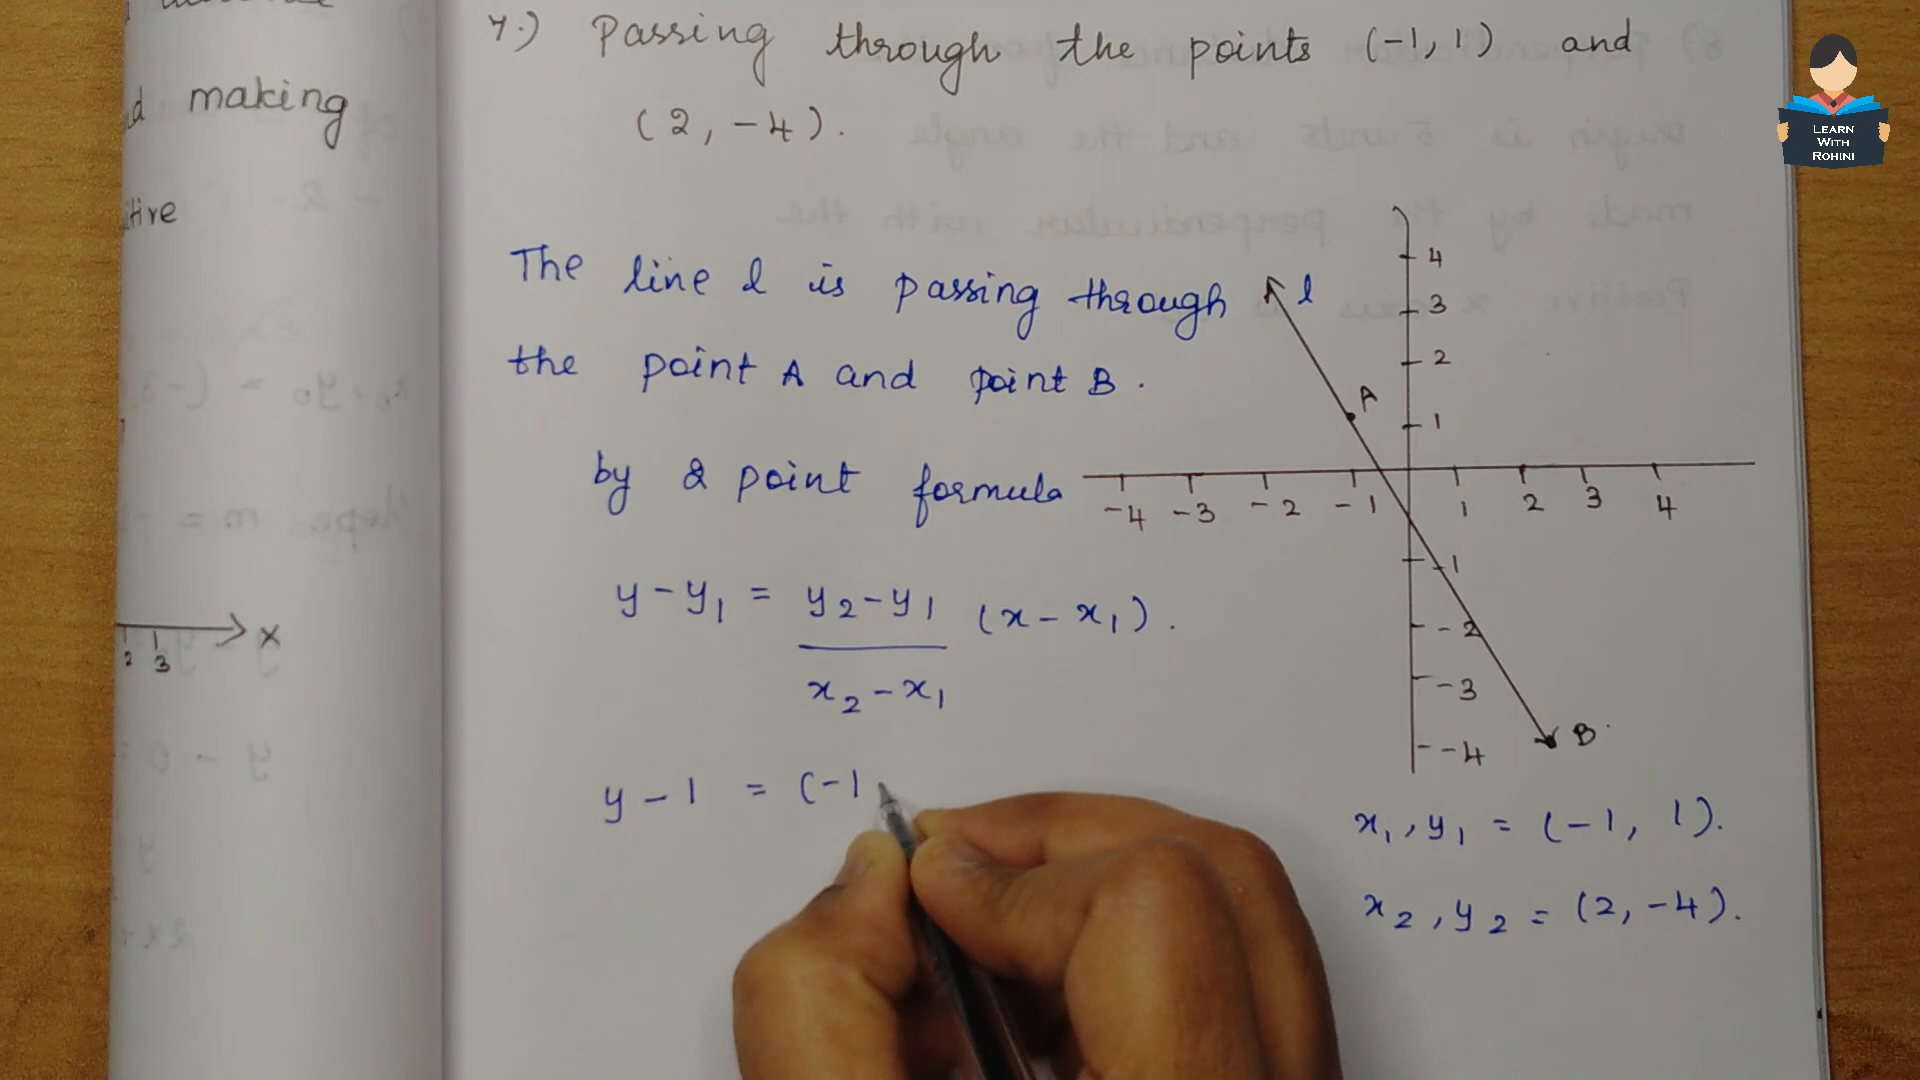 making
7.) Passing through the points (-1, 1) and
(2, -4).
LEARN
With
ROHINI
The line l is passing through
the point A and point B.
by 2 point formula
y - y1 = y2 - y1 (x - x1).
x2 - x1
y - 1 = (-1
4
3
l
2
A
1
-4 -3 -2 -1 1 2 3 4
-1
-2
-3
-4
B
x1, y1 = (-1, 1).
x2, y2 = (2, -4).
x
2 3